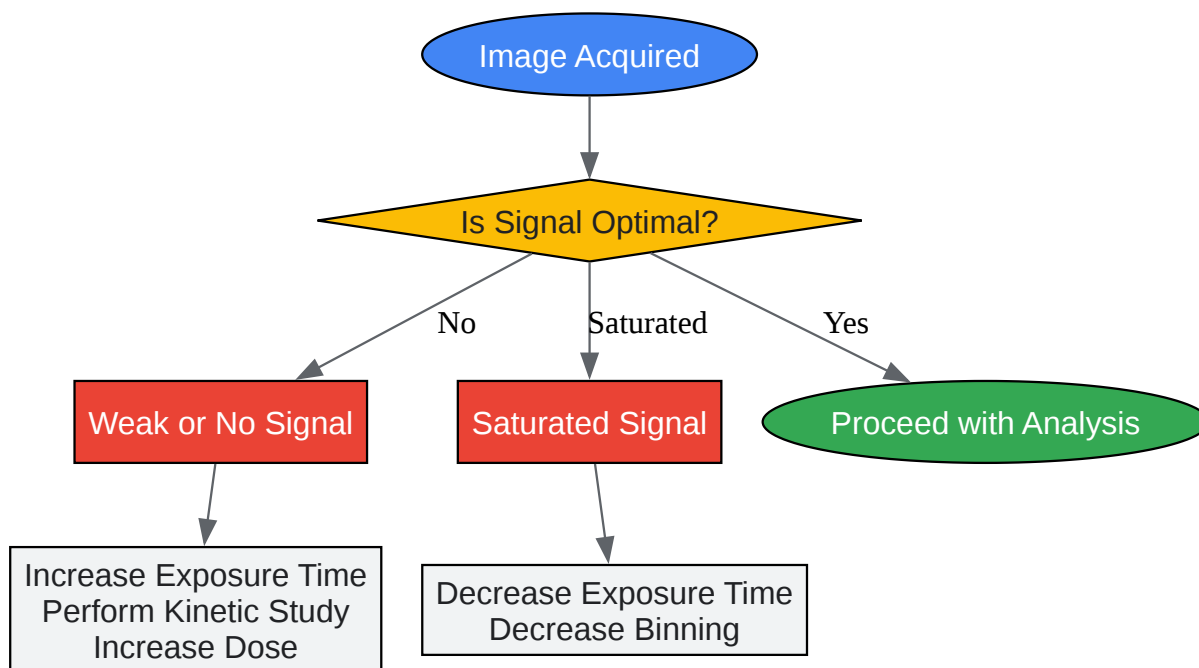 Image Acquired
Is Signal Optimal?
No
Saturated
Yes
Weak or No Signal
Saturated Signal
Proceed with Analysis
Increase Exposure Time
Perform Kinetic Study
Increase Dose
Decrease Exposure Time
Decrease Binning